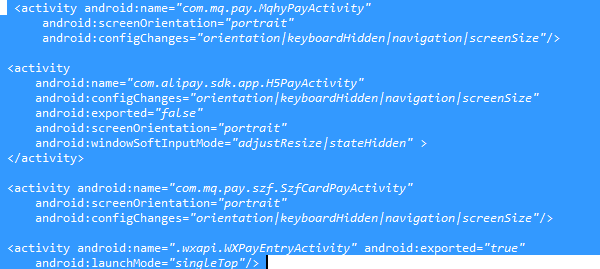 <activity android:name="com.mq.pay.MqhyPayActivity"
android:screenOrientation="portrait"
android:configChanges="orientation|keyboardHidden|navigation|screenSize"/>
<activity
android:name="com.alipay.sdk.app.H5PayActivity"
android:configChanges="orientation|keyboardHidden|navigation|screenSize"
android:exported="false"
android:screenOrientation="portrait"
android:windowSoftInputMode="adjustResize|stateHidden" >
</activity>
<activity android:name="com.mq.pay.szf.SzfCardPayActivity"
android:screenOrientation="portrait"
android:configChanges="orientation|keyboardHidden|navigation|screenSize"/>
<activity android:name=".wxapi.WXPayEntryActivity" android:exported="true"
android:launchMode="singleTop"/>